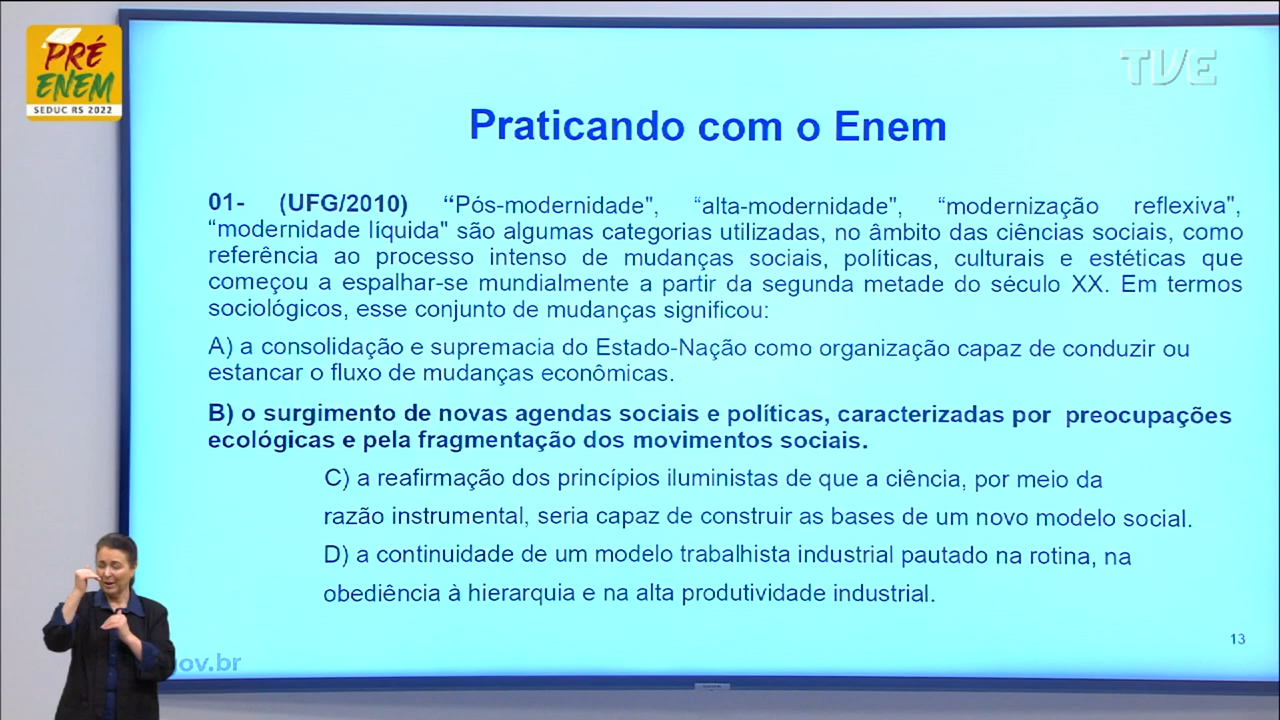 PRÉ
ENEM
SEDUC RS 2022
TVE
Praticando com o Enem
01- (UFG/2010) “Pós-modernidade", “alta-modernidade", “modernização reflexiva",
“modernidade líquida" são algumas categorias utilizadas, no âmbito das ciências sociais, como
referência ao processo intenso de mudanças sociais, políticas, culturais e estéticas que
começou a espalhar-se mundialmente a partir da segunda metade do século XX. Em termos
sociológicos, esse conjunto de mudanças significou:
A) a consolidação e supremacia do Estado-Nação como organização capaz de conduzir ou
estancar o fluxo de mudanças econômicas.
B) o surgimento de novas agendas sociais e políticas, caracterizadas por preocupações
ecológicas e pela fragmentação dos movimentos sociais.
C) a reafirmação dos princípios iluministas de que a ciência, por meio da
razão instrumental, seria capaz de construir as bases de um novo modelo social.
D) a continuidade de um modelo trabalhista industrial pautado na rotina, na
obediência à hierarquia e na alta produtividade industrial.
13
gov.br